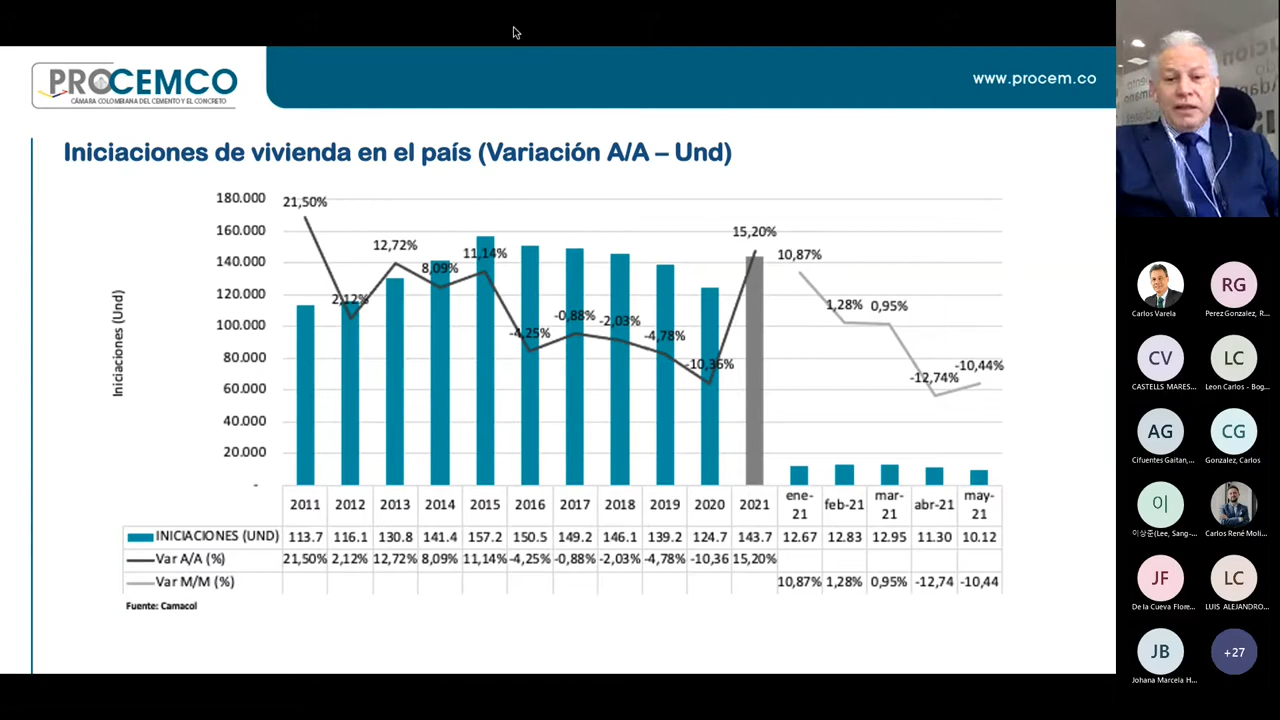 PROCEMCO
CÁMARA COLOMBIANA DEL CEMENTO Y EL CONCRETO
www.procem.co
Iniciaciones de vivienda en el país (Variación A/A – Und)
Iniciaciones (Und)
180.000
160.000
140.000
120.000
100.000
80.000
60.000
40.000
20.000
-
21,50%
2,12%
12,72%
8,09%
11,14%
-4,25%
-0,88%
-2,03%
-4,78%
-10,36%
15,20%
10,87%
1,28%
0,95%
-12,74%
-10,44%
2011 2012 2013 2014 2015 2016 2017 2018 2019 2020 2021 ene-21 feb-21 mar-21 abr-21 may-21
INICIACIONES (UND) 113.7 116.1 130.8 141.4 157.2 150.5 149.2 146.1 139.2 124.7 143.7 12.67 12.83 12.95 11.30 10.12
Var A/A (%) 21,50% 2,12% 12,72% 8,09% 11,14% -4,25% -0,88% -2,03% -4,78% -10,36 15,20%
Var M/M (%) 10,87% 1,28% 0,95% -12,74 -10,44
Fuente: Camacol
Carlos Varela
RG
Perez Gonzalez, R...
CV
CASTELLS MARES...
LC
Leon Carlos - Bog...
AG
Cifuentes Gaitan,...
CG
Gonzalez, Carlos
이
이상준(Lee, Sang-...
Carlos René Moli...
JF
De la Cueva Flore...
LC
LUIS ALEJANDRO...
JB
Johana Marcela H...
+27